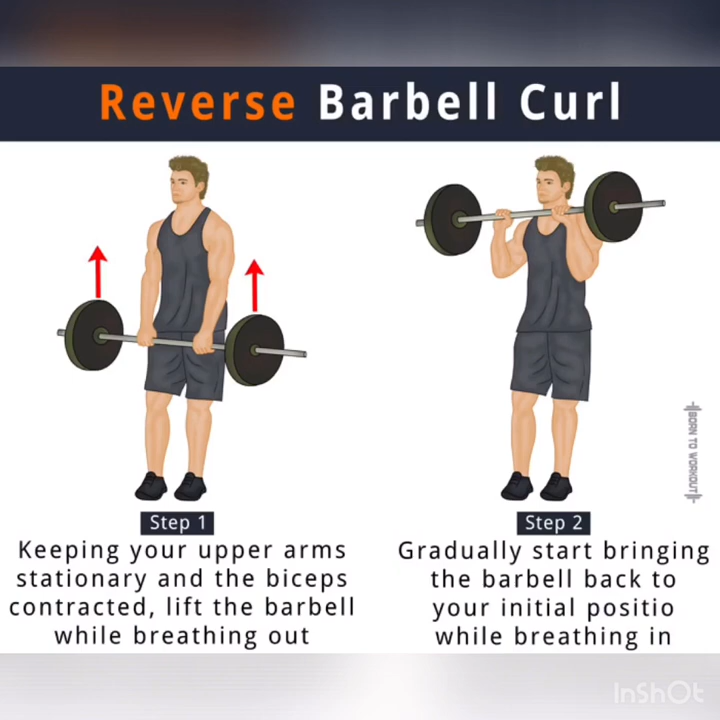 Reverse Barbell Curl
Step 1
Keeping your upper arms
stationary and the biceps
contracted, lift the barbell
while breathing out
Step 2
Gradually start bringing
the barbell back to
your initial positio
while breathing in
BORN TO WORKOUT
InShOt